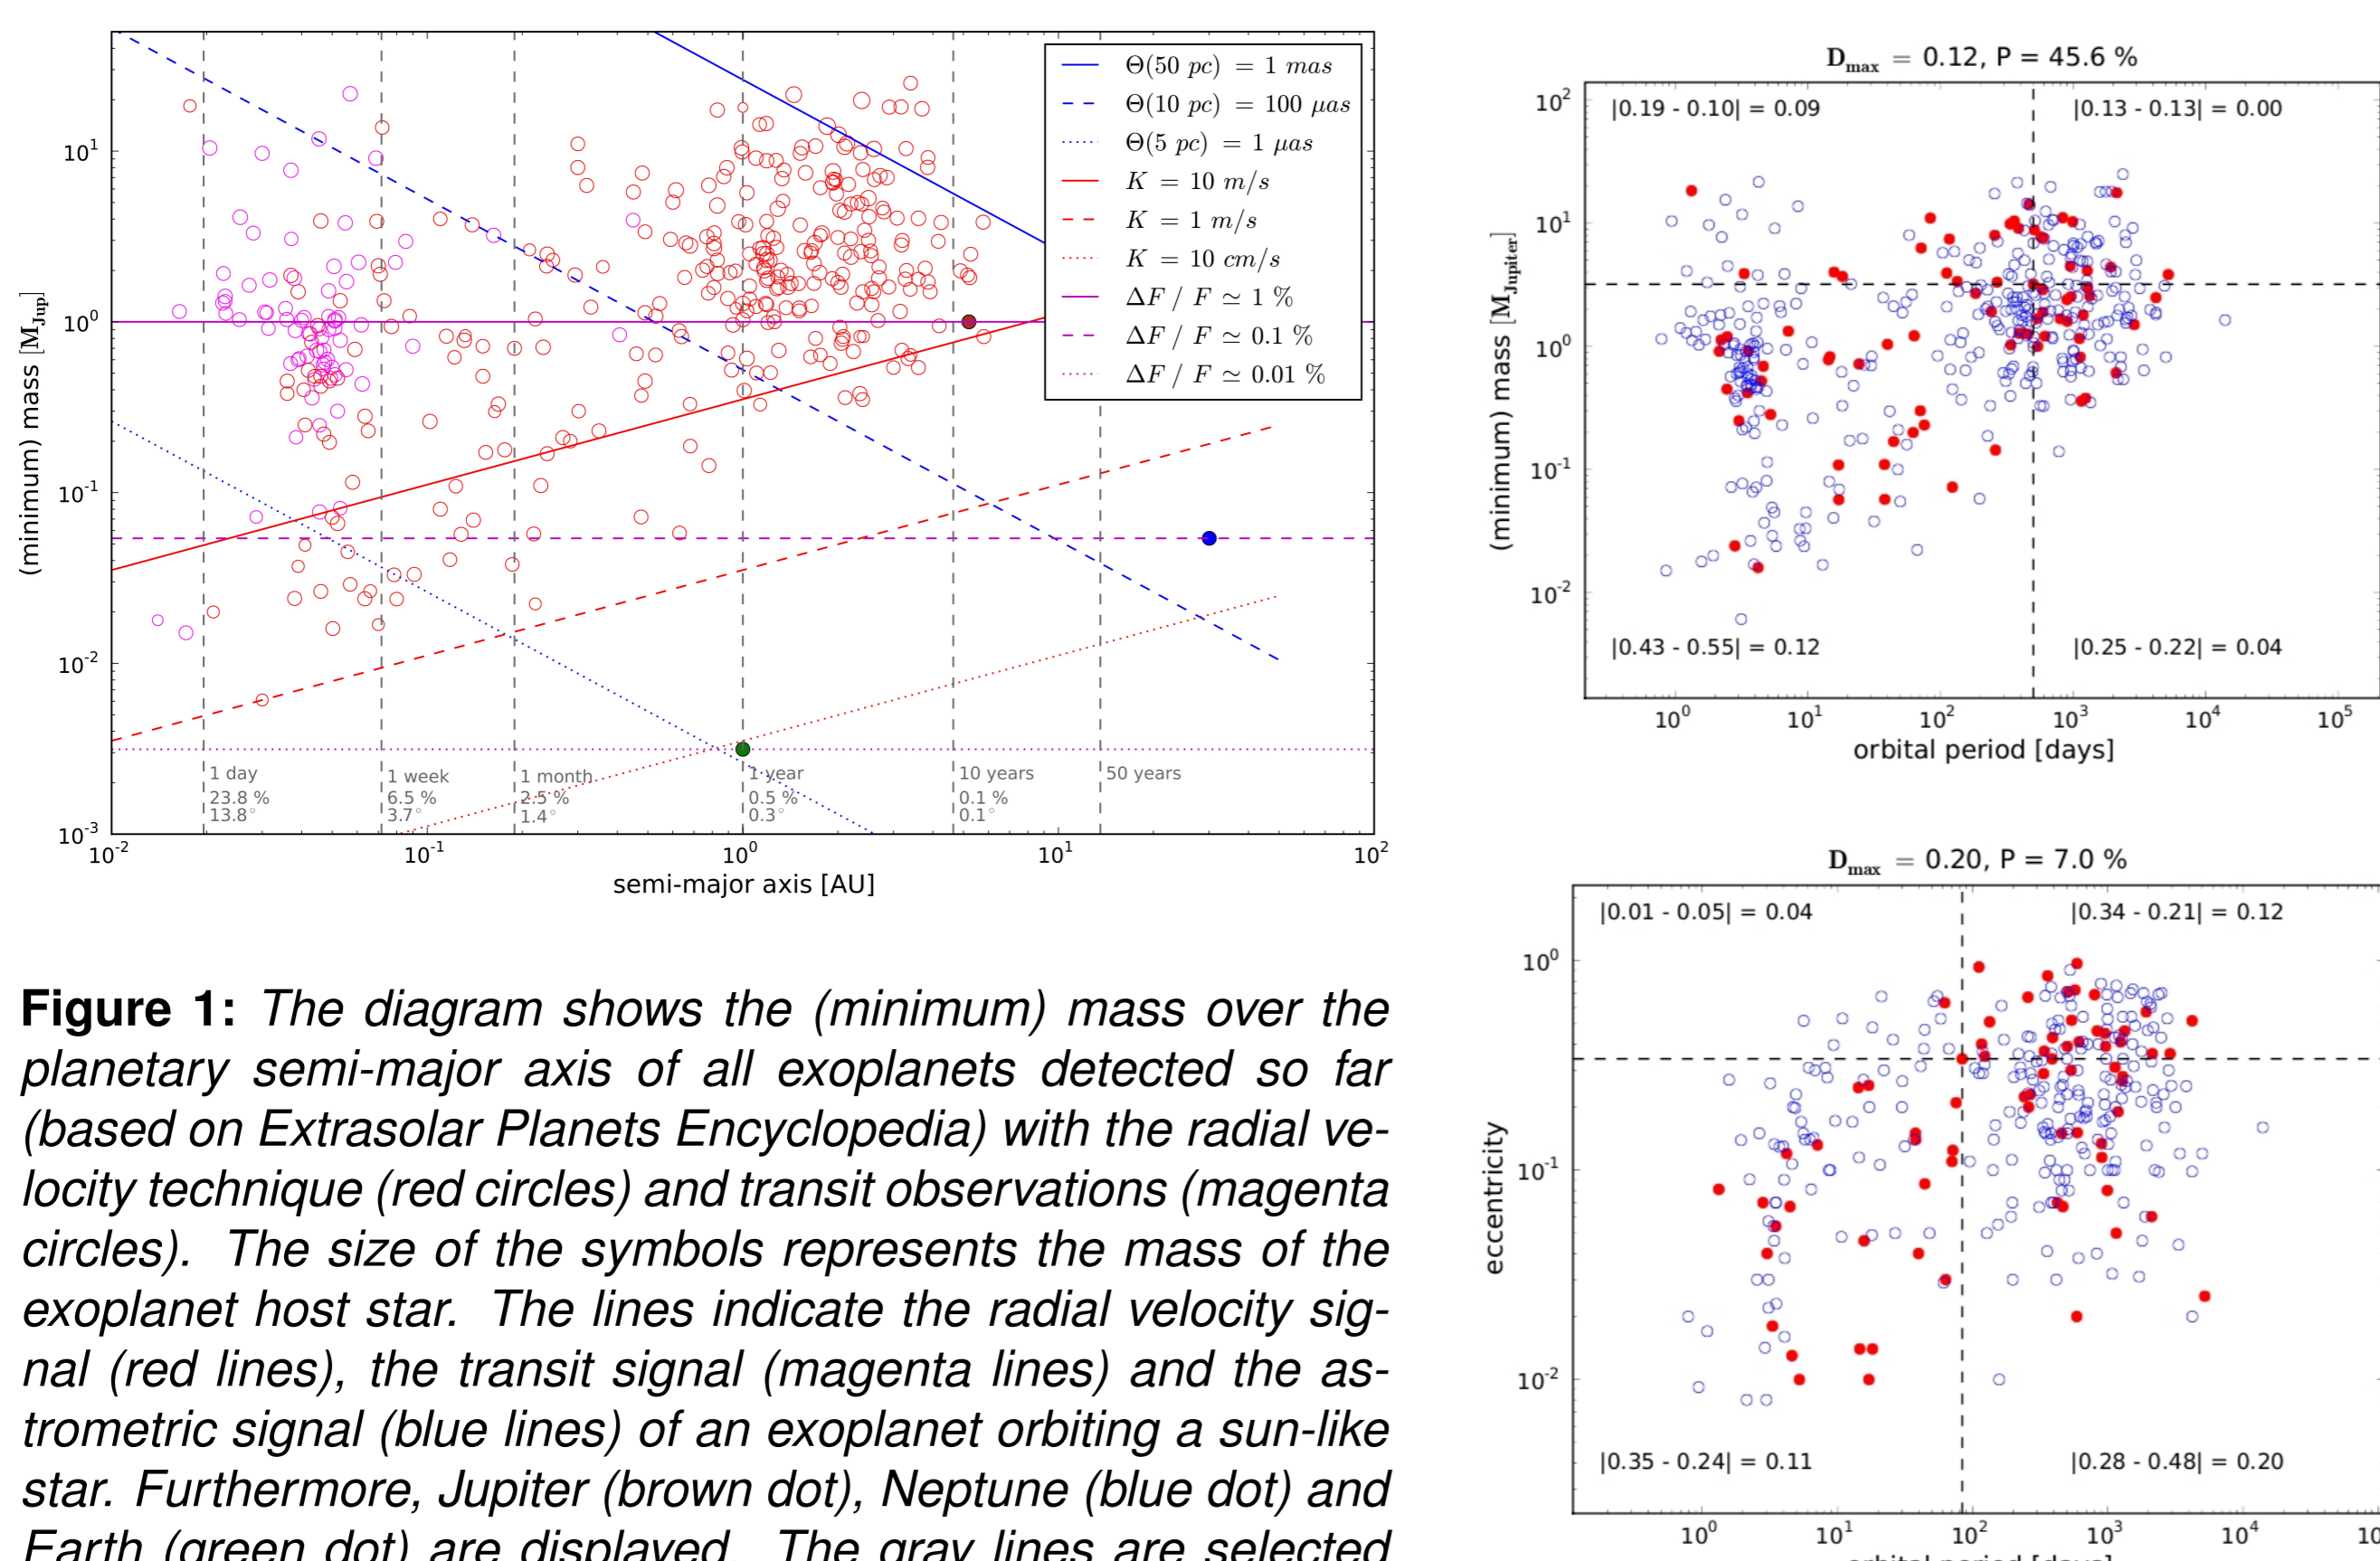 Θ(50 pc) = 1 mas
Θ(10 pc) = 100 μas
Θ(5 pc) = 1 μas
K = 10 m/s
K = 1 m/s
K = 10 cm/s
ΔF / F ≃ 1 %
ΔF / F ≃ 0.1 %
ΔF / F ≃ 0.01 %
(minimum) mass [M_Jup]
10^1
10^0
10^-1
10^-2
10^-3
1 day
23.8 %
13.8°
1 week
6.5 %
3.7°
1 month
2.5 %
1.4°
1 year
0.5 %
0.3°
10 years
0.1 %
0.1°
50 years
10^-2 10^-1 10^0 10^1 10^2
semi-major axis [AU]
Figure 1: The diagram shows the (minimum) mass over the
planetary semi-major axis of all exoplanets detected so far
(based on Extrasolar Planets Encyclopedia) with the radial ve-
locity technique (red circles) and transit observations (magenta
circles). The size of the symbols represents the mass of the
exoplanet host star. The lines indicate the radial velocity sig-
nal (red lines), the transit signal (magenta lines) and the as-
trometric signal (blue lines) of an exoplanet orbiting a sun-like
star. Furthermore, Jupiter (brown dot), Neptune (blue dot) and
Earth (green dot) are displayed. The gray lines are selected
D_max = 0.12, P = 45.6 %
|0.19 - 0.10| = 0.09
|0.13 - 0.13| = 0.00
|0.43 - 0.55| = 0.12
|0.25 - 0.22| = 0.04
(minimum) mass [M_Jupiter]
10^2
10^1
10^0
10^-1
10^-2
10^0 10^1 10^2 10^3 10^4 10^5
orbital period [days]
D_max = 0.20, P = 7.0 %
|0.01 - 0.05| = 0.04
|0.34 - 0.21| = 0.12
|0.35 - 0.24| = 0.11
|0.28 - 0.48| = 0.20
eccentricity
10^0
10^-1
10^-2
10^0 10^1 10^2 10^3 10^4
orbital period [days]